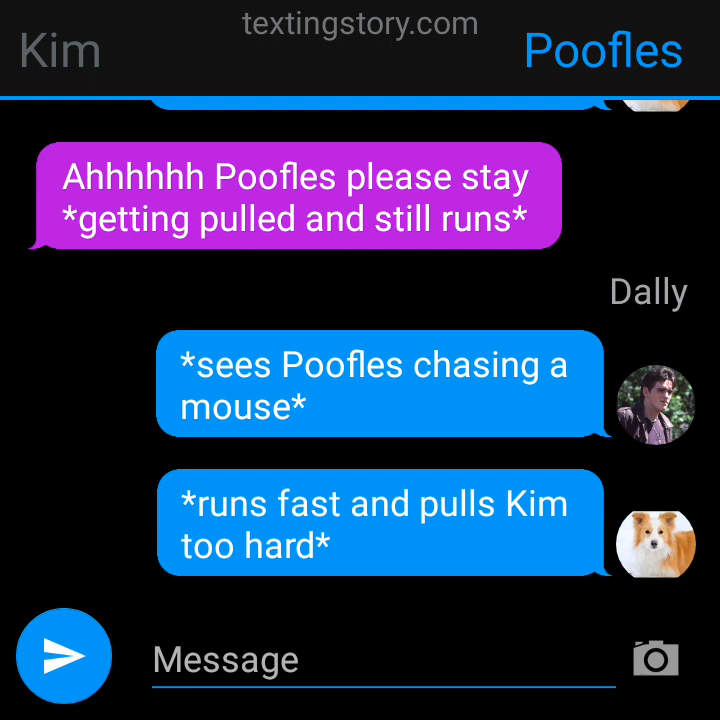 textingstory.com
Kim
Poofles
Ahhhhhh Poofles please stay
*getting pulled and still runs*
Dally
*sees Poofles chasing a
mouse*
*runs fast and pulls Kim
too hard*
Message